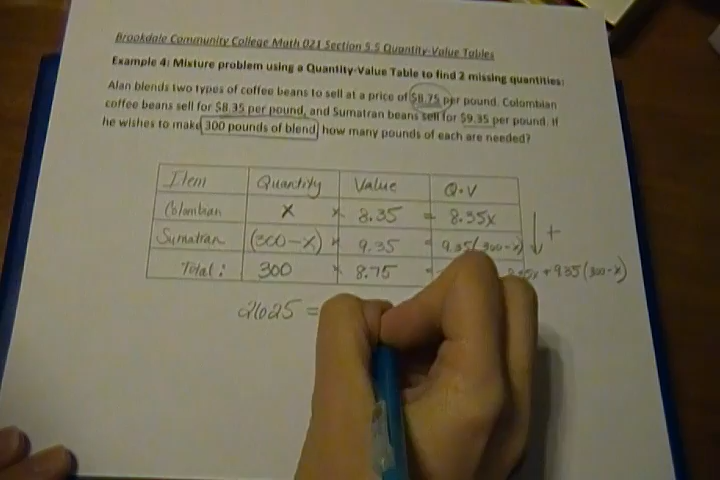 Brookdale Community College Math 021 Section 5.5 Quantity-Value Tables
Example 4: Mixture problem using a Quantity-Value Table to find 2 missing quantities:
Alan blends two types of coffee beans to sell at a price of $8.75 per pound. Colombian
coffee beans sell for $8.35 per pound, and Sumatran beans sell for $9.35 per pound. If
he wishes to make 300 pounds of blend, how many pounds of each are needed?
Item Quantity Value Q·V
Colombian x × 8.35 = 8.35x
Sumatran (300-x) × 9.35 = 9.35(300-x) +
Total: 300 × 8.75 = 8.35x + 9.35(300-x)
2625 =